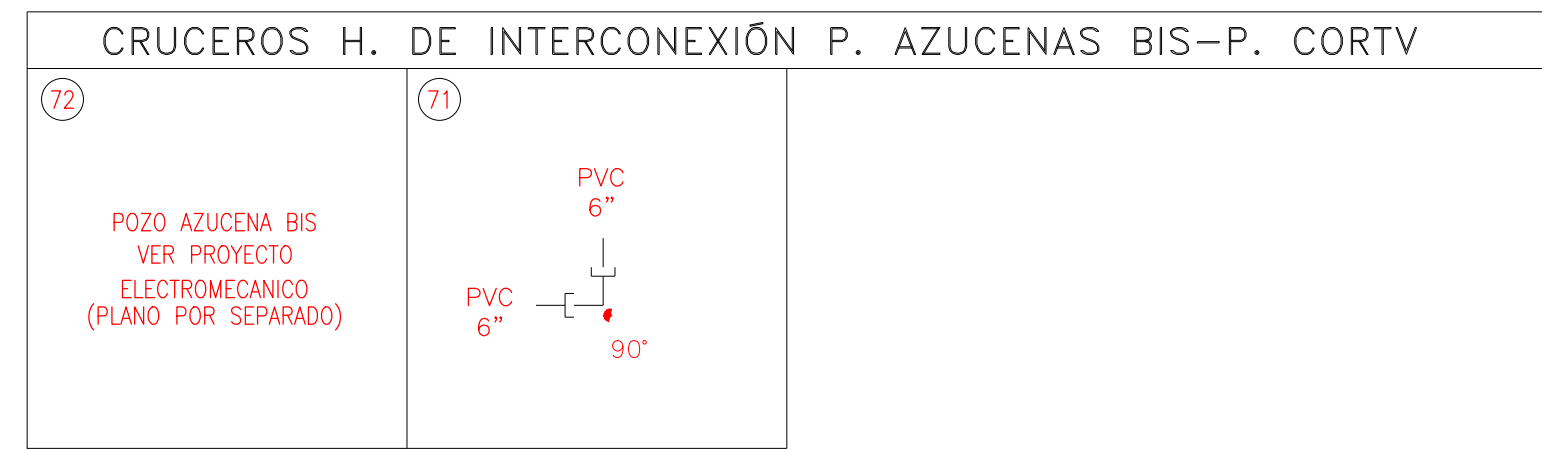 CRUCEROS H. DE INTERCONEXIÓN P. AZUCENAS BIS-P. CORTV
72
POZO AZUCENA BIS
VER PROYECTO
ELECTROMECANICO
(PLANO POR SEPARADO)
71
PVC
6"
PVC
6"
90°